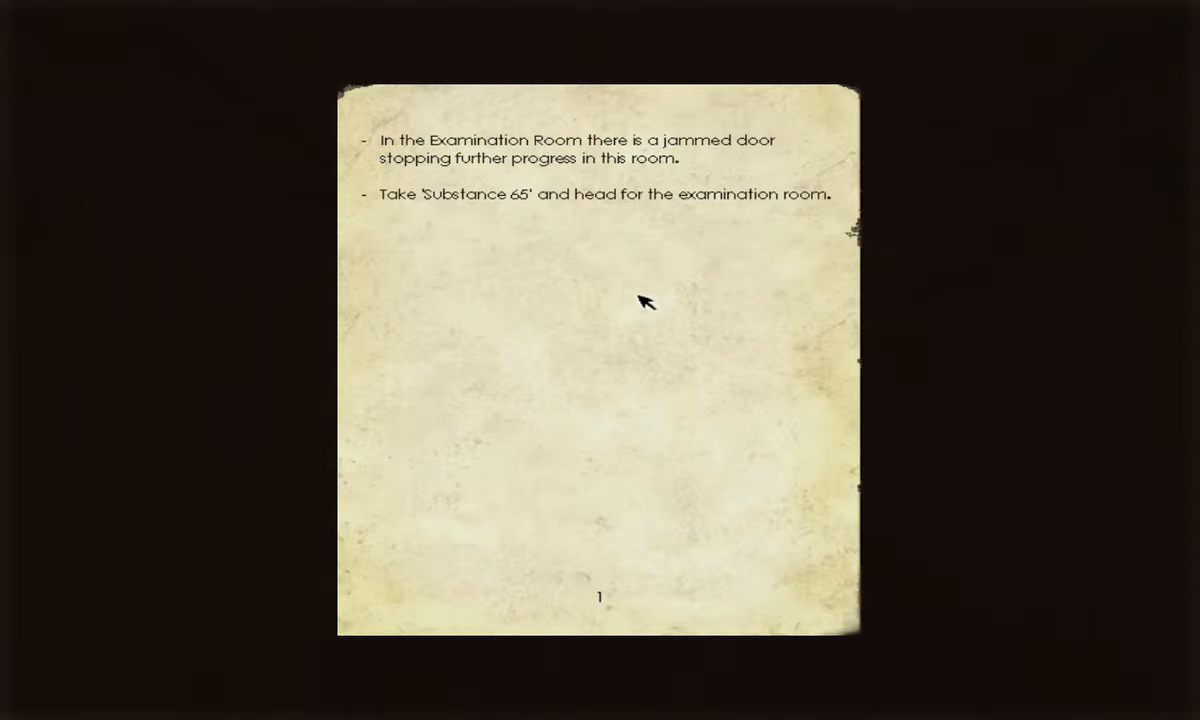 - In the Examination Room there is a jammed door
stopping further progress in this room.
- Take 'Substance 65' and head for the examination room.
1